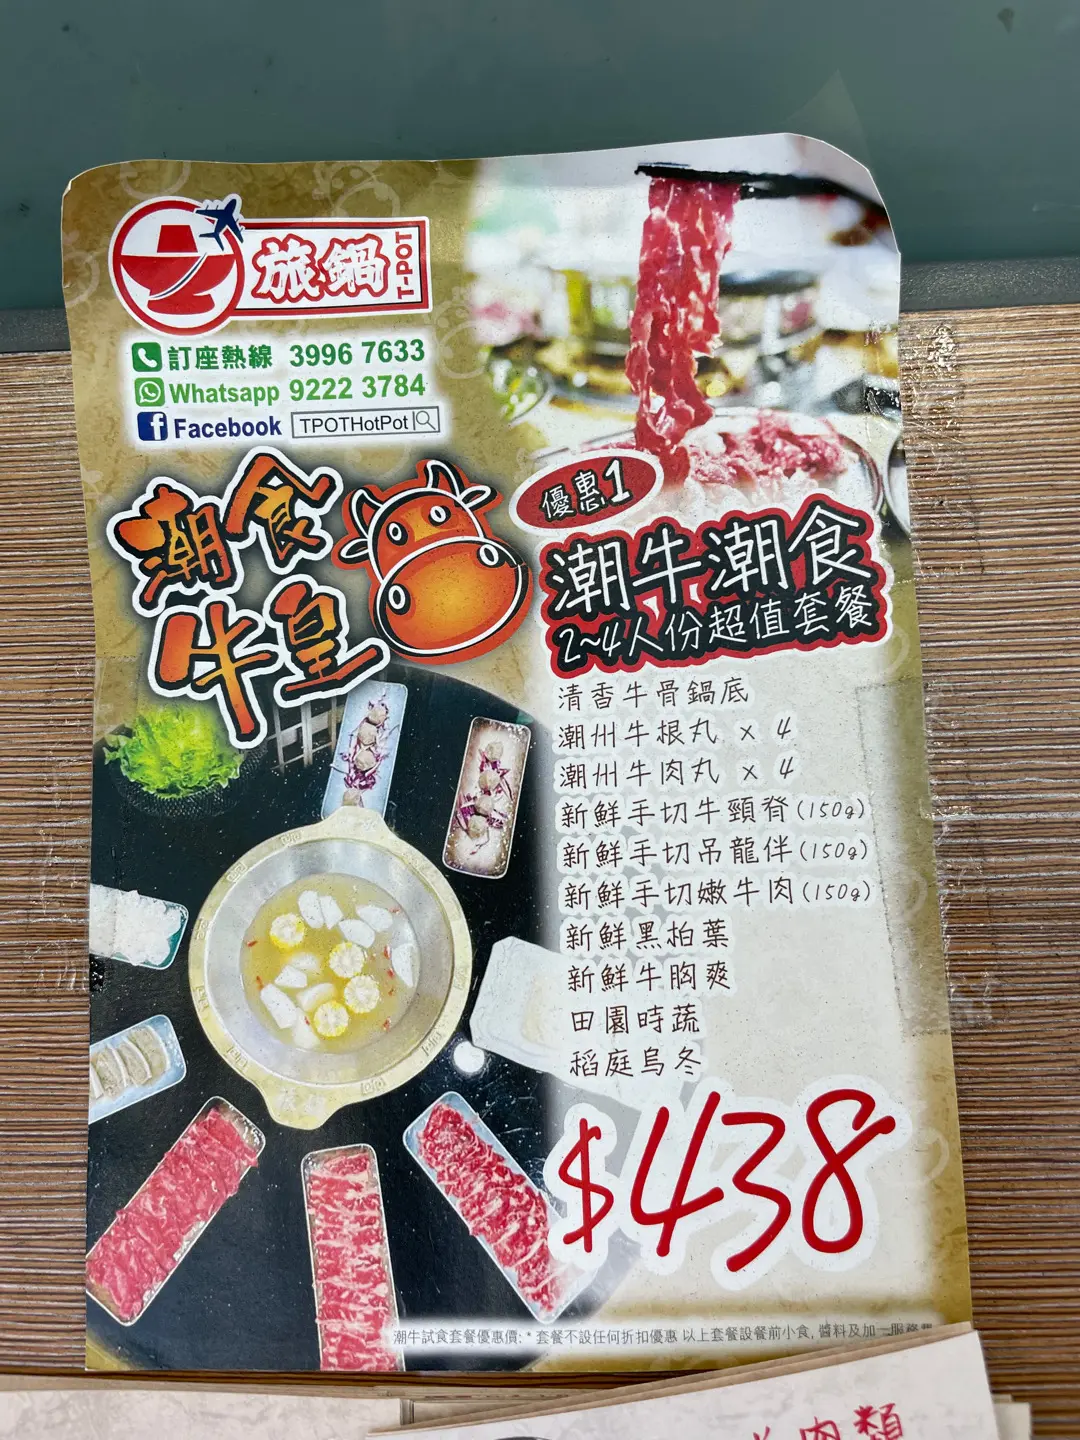 旅鍋 T-POT
訂座熱線 3996 7633
Whatsapp 9222 3784
Facebook TPOTHotPot
潮食
牛皇
優惠1
潮牛潮食
2~4人份超值套餐
清香牛骨鍋底
潮州牛根丸 x 4
潮州牛肉丸 x 4
新鮮手切牛頸脊(150g)
新鮮手切吊龍伴(150g)
新鮮手切嫩牛肉(150g)
新鮮黑柏葉
新鮮牛胸爽
田園時蔬
稻庭烏冬
$438
潮牛試食套餐優惠價: * 套餐不設任何折扣優惠 以上套餐設餐前小食, 醬料及加一服務費
肉類